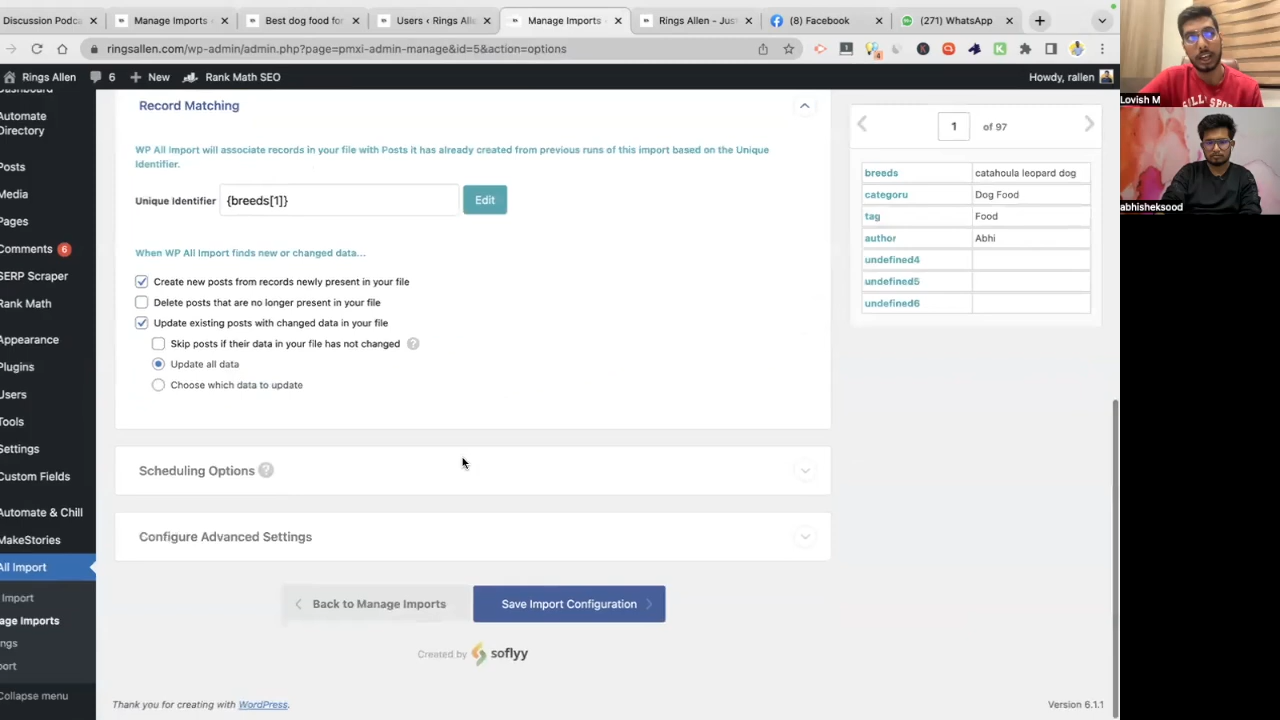 Discussion Podca
Manage Imports
Best dog food for
Users ‹ Rings Alle
Manage Imports
Rings Allen – Jus
(8) Facebook
(271) WhatsApp
ringsallen.com/wp-admin/admin.php?page=pmxi-admin-manage&id=5&action=options
Rings Allen
6
New
Rank Math SEO
Howdy, rallen
Dashboard
Automate
Directory
Posts
Media
Pages
Comments 6
SERP Scraper
Rank Math
Appearance
Plugins
Users
Tools
Settings
Custom Fields
Automate & Chill
MakeStories
All Import
Import
age Imports
ngs
port
Collapse menu
Record Matching
WP All Import will associate records in your file with Posts it has already created from previous runs of this import based on the Unique
Identifier.
Unique Identifier {breeds[1]} Edit
When WP All Import finds new or changed data...
Create new posts from records newly present in your file
Delete posts that are no longer present in your file
Update existing posts with changed data in your file
Skip posts if their data in your file has not changed ?
Update all data
Choose which data to update
Scheduling Options ?
Configure Advanced Settings
Back to Manage Imports
Save Import Configuration
Created by soflyy
Thank you for creating with WordPress.
Version 6.1.1
1 of 97
breeds catahoula leopard dog
categoru Dog Food
tag Food
author Abhi
undefined4
undefined5
undefined6
Lovish M
abhisheksood